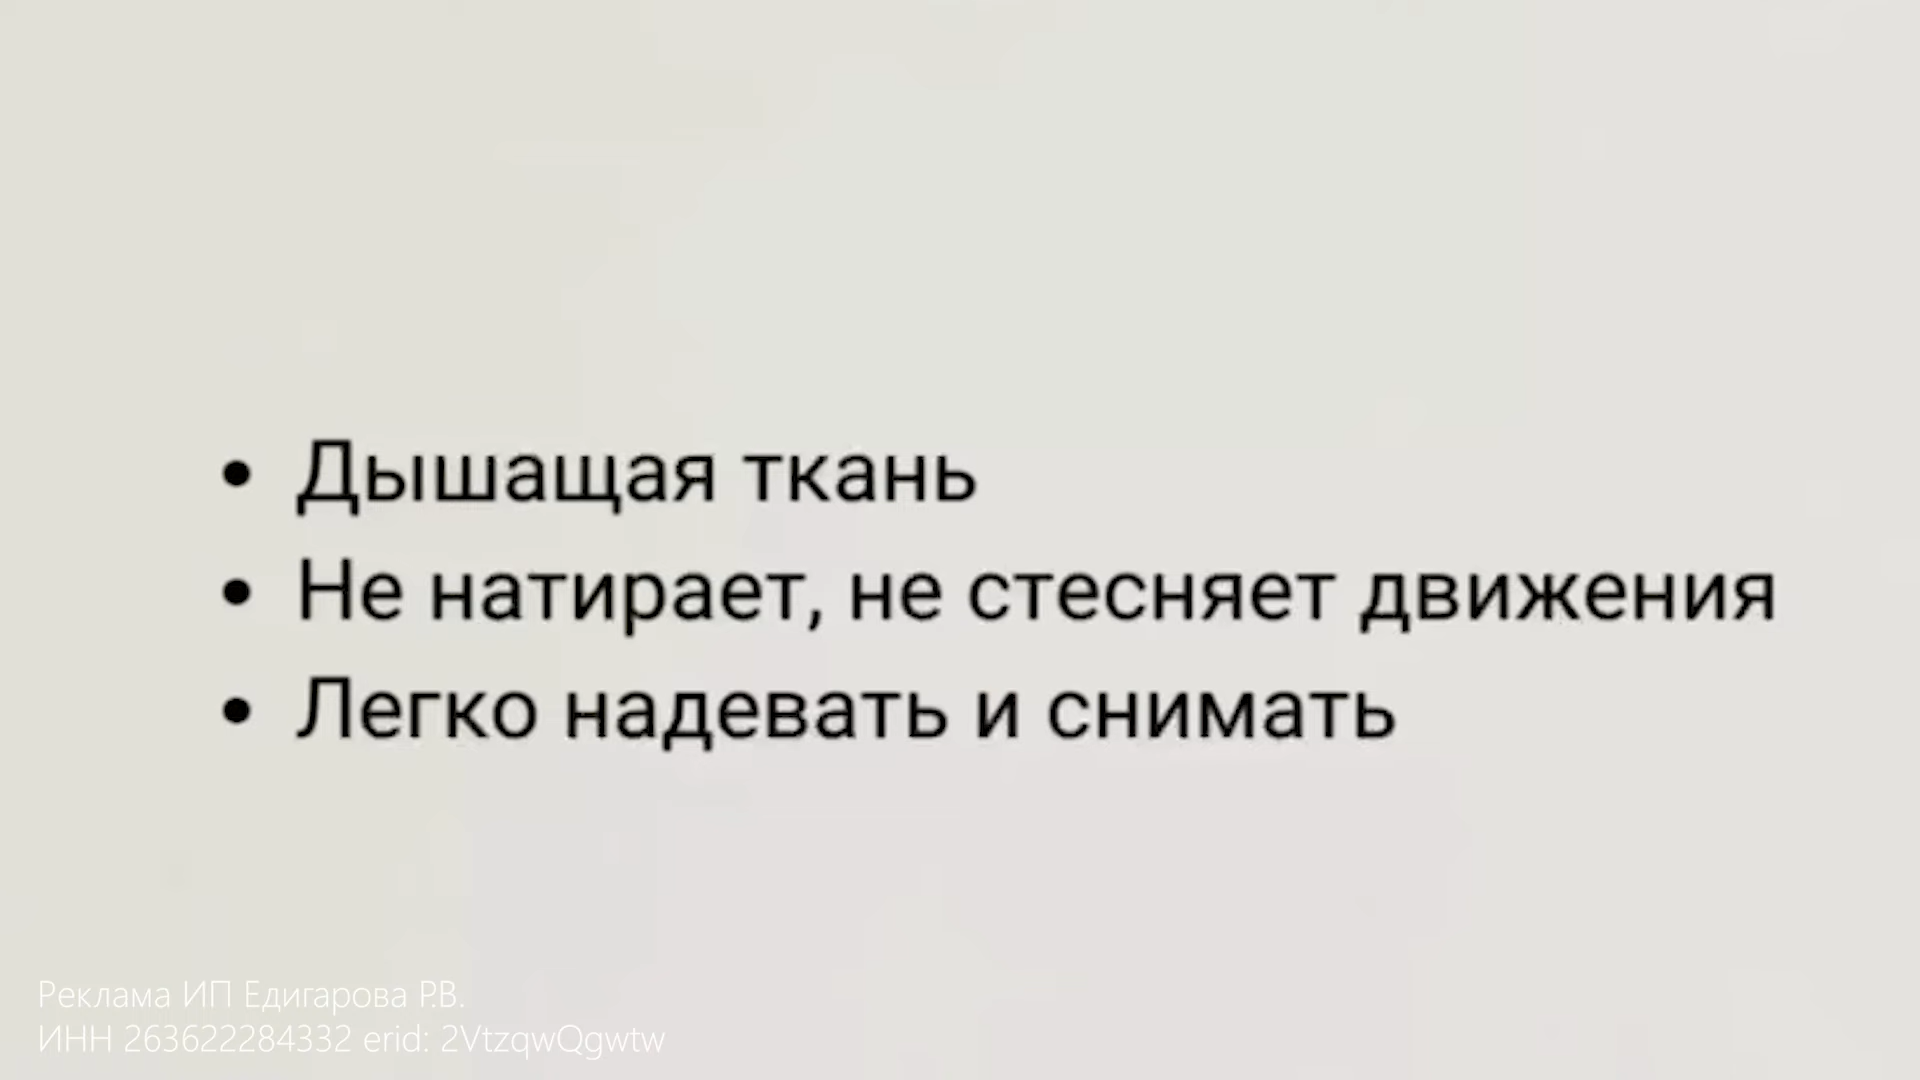 • Дышащая ткань
• Не натирает, не стесняет движения
• Легко надевать и снимать
Реклама ИП Едигарова Р.В.
ИНН 263622284332 erid: 2VtzqwQgwtw